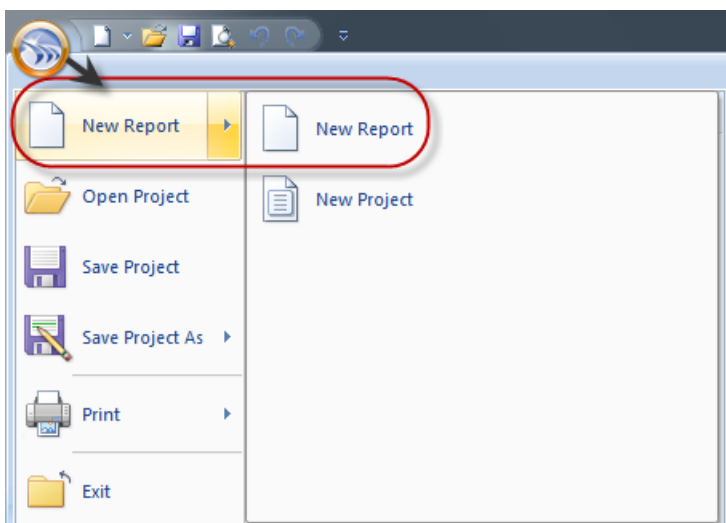 New Report
New Report
Open Project
New Project
Save Project
Save Project As
Print
Exit